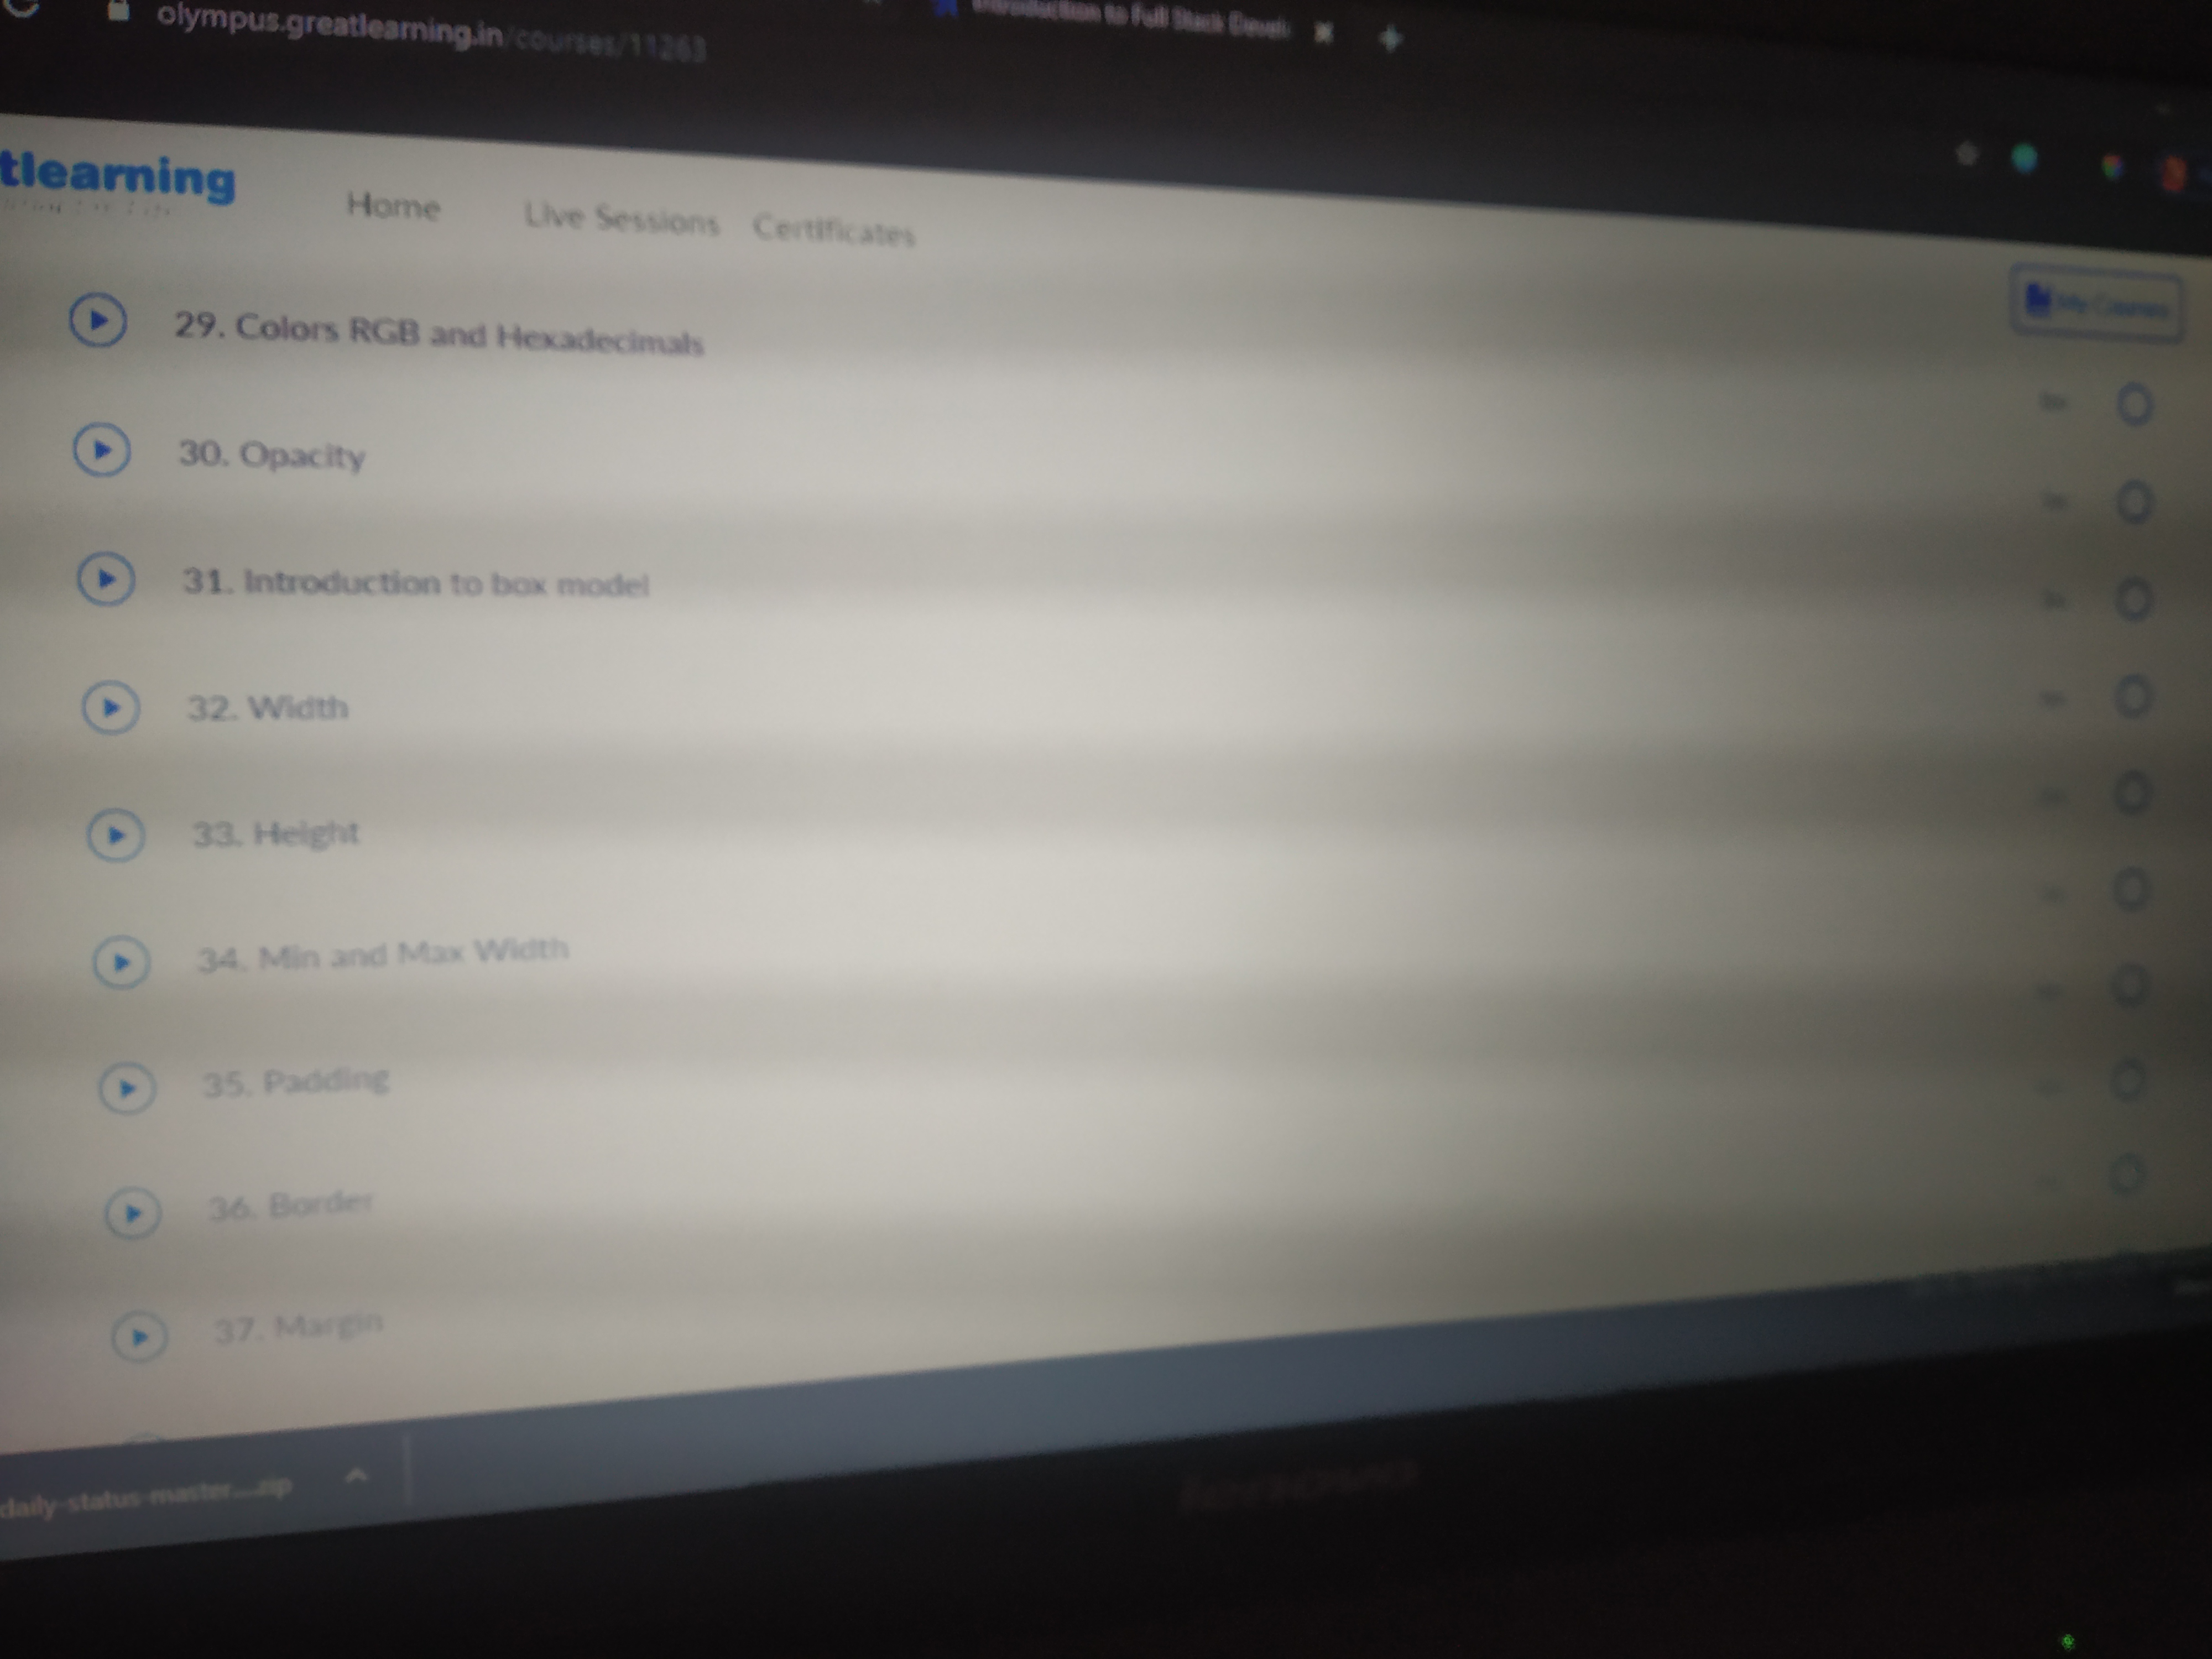 olympus.greatlearning.in/courses/11263
Introduction to Full Stack
tlearning
Home Live Sessions Certificates
My Courses
29. Colors RGB and Hexadecimals
30. Opacity
31. Introduction to box model
32. Width
33. Height
34. Min and Max Width
35. Padding
36. Border
37. Margin
daily-status-master....zip